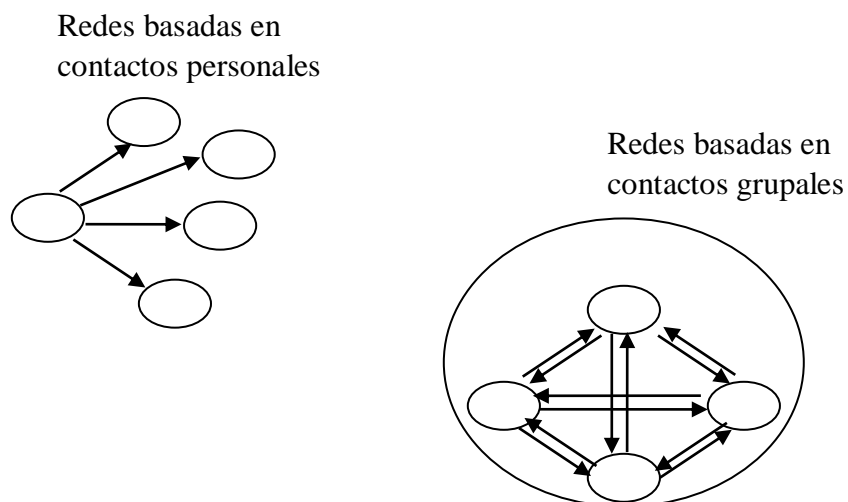 Redes basadas en
contactos personales
Redes basadas en
contactos grupales